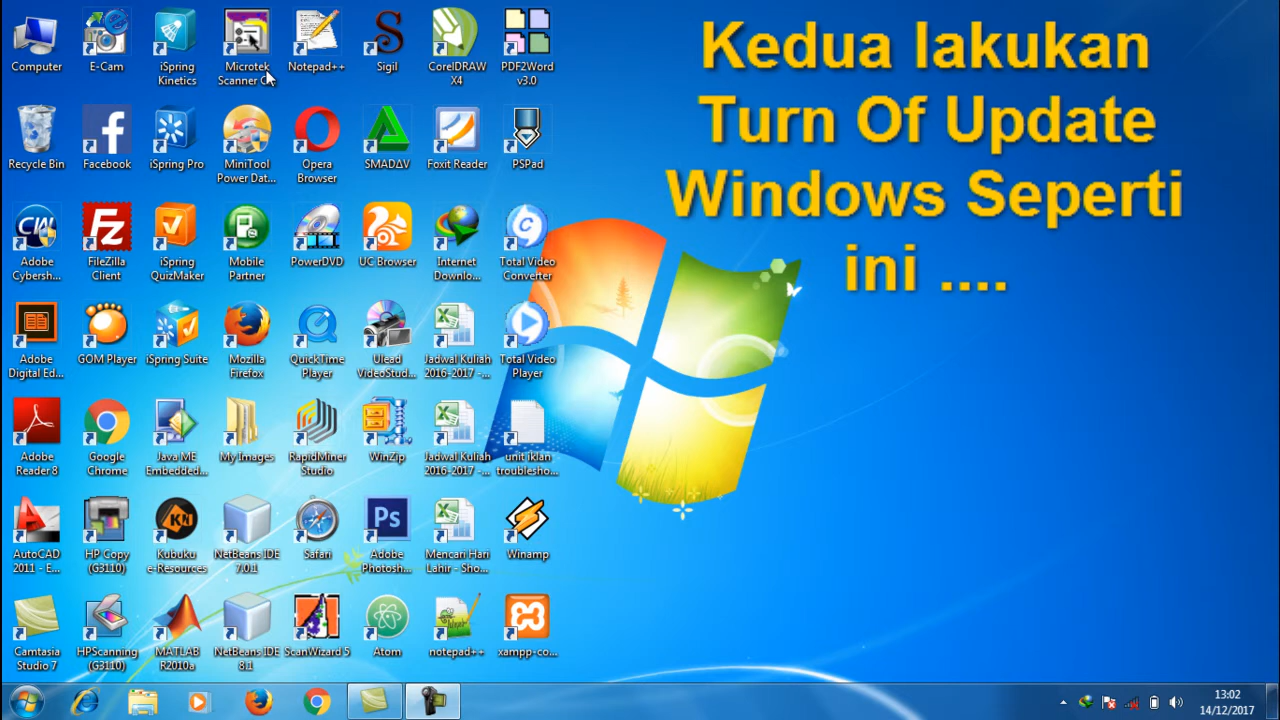 Kedua lakukan
Turn Of Update
Windows Seperti
ini ....
Computer
E-Cam
iSpring
Kinetics
Microtek
Scanner C
Notepad++
Sigil
CorelDRAW
X4
PDF2Word
v3.0
Recycle Bin
Facebook
iSpring Pro
MiniTool
Power Dat...
Opera
Browser
SMADΔV
Foxit Reader
PSPad
Adobe
Cybersh...
FileZilla
Client
iSpring
QuizMaker
Mobile
Partner
PowerDVD
UC Browser
Internet
Downlo...
Total Video
Converter
Adobe
Digital Ed...
GOM Player
iSpring Suite
Mozilla
Firefox
QuickTime
Player
Ulead
VideoStud...
Jadwal Kuliah
2016-2017 -...
Total Video
Player
Adobe
Reader 8
Google
Chrome
Java ME
Embedded...
My Images
RapidMiner
Studio
WinZip
Jadwal Kuliah
2016-2017 -...
unit iklan
troublesho...
AutoCAD
2011 - E...
HP Copy
(G3110)
Kubuku
e-Resources
NetBeans IDE
7.0.1
Safari
Adobe
Photosh...
Mencari Hari
Lahir - Sho...
Winamp
Camtasia
Studio 7
HPScanning
(G3110)
MATLAB
R2010a
NetBeans IDE
8.1
ScanWizard 5
Atom
notepad++
xampp-co...
13:02
14/12/2017